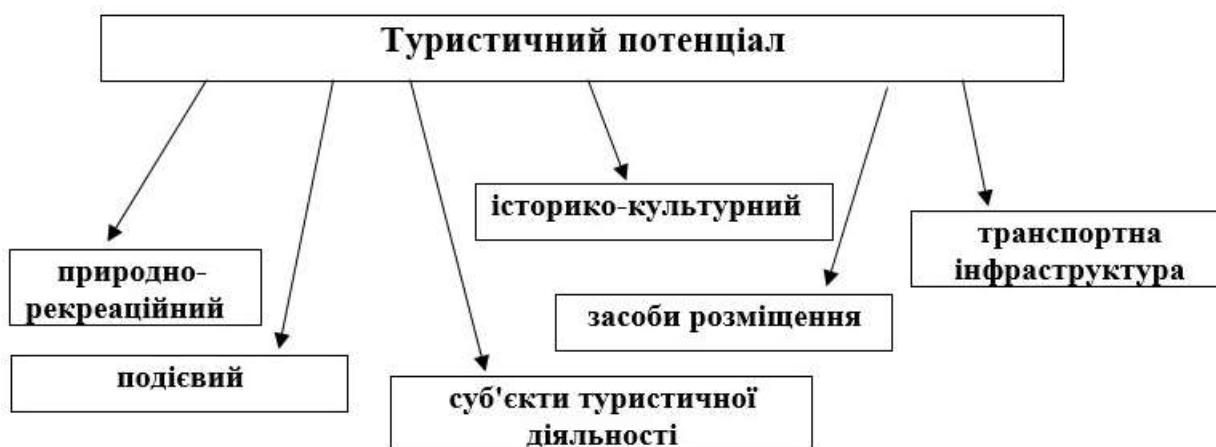 Туристичний потенціал
історико-культурний
транспортна
інфраструктура
природно-
рекреаційний
засоби розміщення
подієвий
суб'єкти туристичної
діяльності